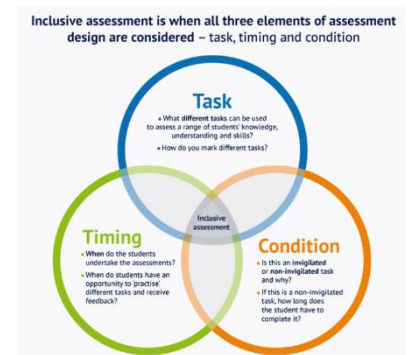 Inclusive assessment is when all three elements of assessment
design are considered – task, timing and condition
Task
• What different tasks can be used
to assess a range of students' knowledge,
understanding and skills?
• How do you mark different tasks?
Inclusive
assessment
Timing
• When do the students
undertake the assessments?
• When do students have an
opportunity to 'practise'
different tasks and receive
feedback?
Condition
• Is this an invigilated
or non-invigilated task
and why?
• If this is a non-invigilated
task, how long does
the student have to
complete it?